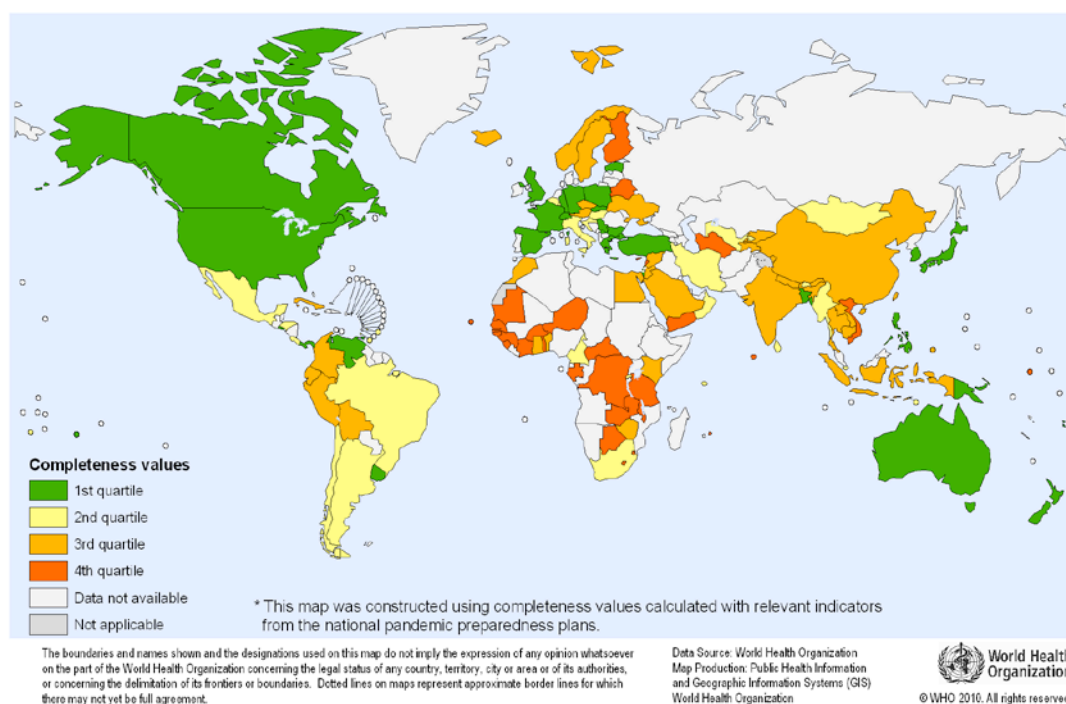 Completeness values
1st quartile
2nd quartile
3rd quartile
4th quartile
Data not available
Not applicable
* This map was constructed using completeness values calculated with relevant indicators
from the national pandemic preparedness plans.
The boundaries and names shown and the designations used on this map do not imply the expression of any opinion whatsoever
on the part of the World Health Organization concerning the legal status of any country, territory, city or area or of its authorities,
or concerning the delimitation of its frontiers or boundaries. Dotted lines on maps represent approximate border lines for which
there may not yet be full agreement.
Data Source: World Health Organization
Map Production: Public Health Information
and Geographic Information Systems (GIS)
World Health Organization
World Health
Organization
© WHO 2010. All rights reserved